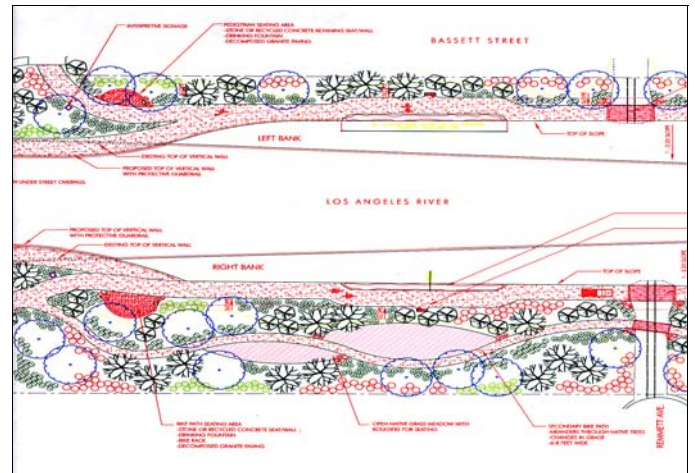 INTERPRETIVE SIGNAGE
PEDESTRIAN SEATING AREA
-STONE OR RECYCLED CONCRETE RETAINING SEAT/WALL
-DRINKING FOUNTAIN
-DECOMPOSED GRANITE PAVING
BASSETT STREET
LEFT BANK
TOP OF SLOPE
EXISTING TOP OF VERTICAL WALL
PROPOSED TOP OF VERTICAL WALL
WITH PROTECTIVE GUARDRAIL
UNDER STREET OVERPASS
LOS ANGELES RIVER
PROPOSED TOP OF VERTICAL WALL
WITH PROTECTIVE GUARDRAIL
EXISTING TOP OF VERTICAL WALL
RIGHT BANK
TOP OF SLOPE
BIKE PATH SEATING AREA
-STONE OR RECYCLED CONCRETE SEAT/WALL
-DRINKING FOUNTAIN
-BIKE RACK
-DECOMPOSED GRANITE PAVING
OPEN NATIVE GRASS MEADOW WITH
BOULDERS FOR SEATING
SECONDARY BIKE PATH
-MEANDERS THROUGH NATIVE TREES
-CHANGES IN GRADE
-6-8 FEET WIDE
REMMETT AVE.